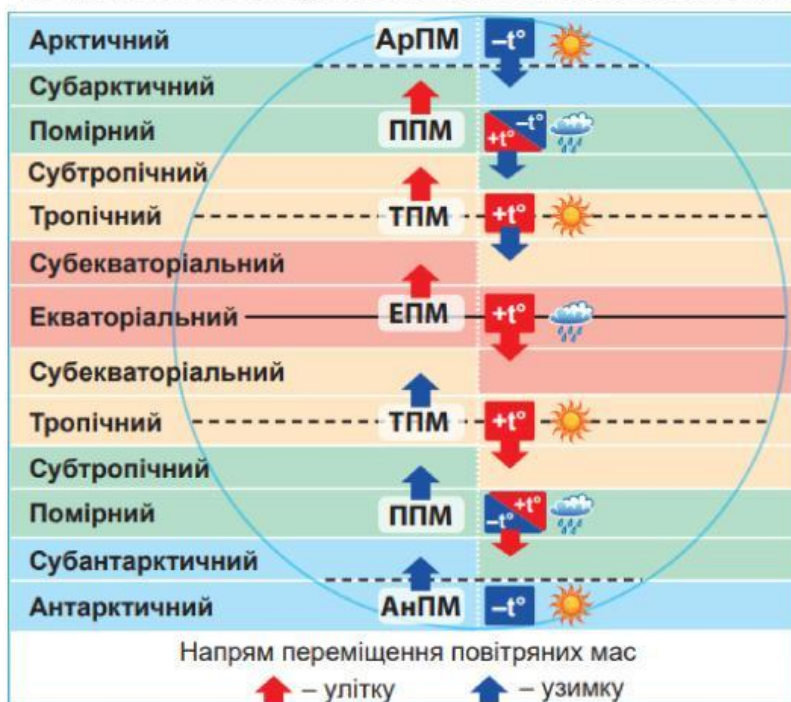 Арктичний АрПМ –t°
Субарктичний
Помірний ППМ +t° –t°
Субтропічний
Тропічний ТПМ +t°
Субекваторіальний
Екваторіальний ЕПМ +t°
Субекваторіальний
Тропічний ТПМ +t°
Субтропічний
Помірний ППМ –t° +t°
Субантарктичний
Антарктичний АнПМ –t°
Напрям переміщення повітряних мас
– улітку – узимку